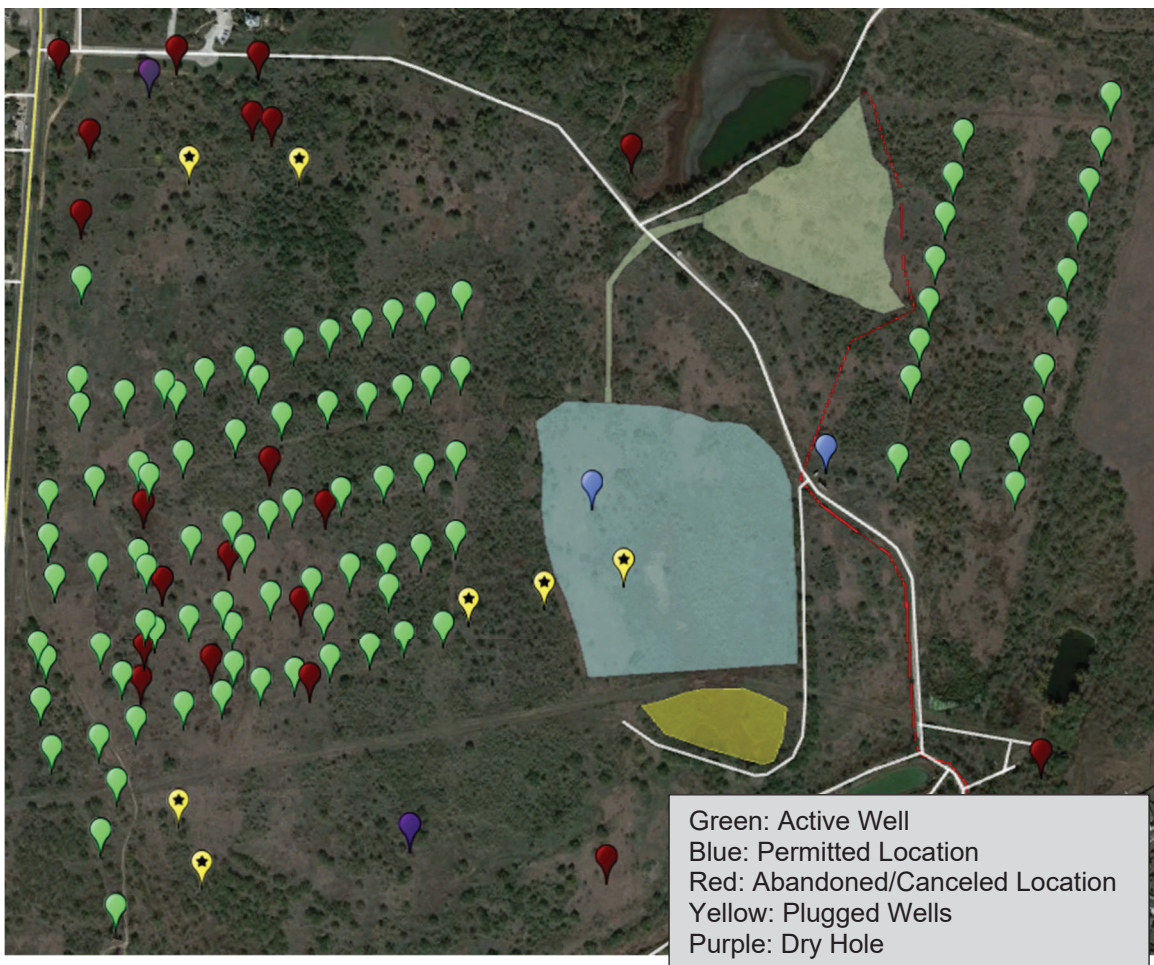 Green: Active Well
Blue: Permitted Location
Red: Abandoned/Canceled Location
Yellow: Plugged Wells
Purple: Dry Hole